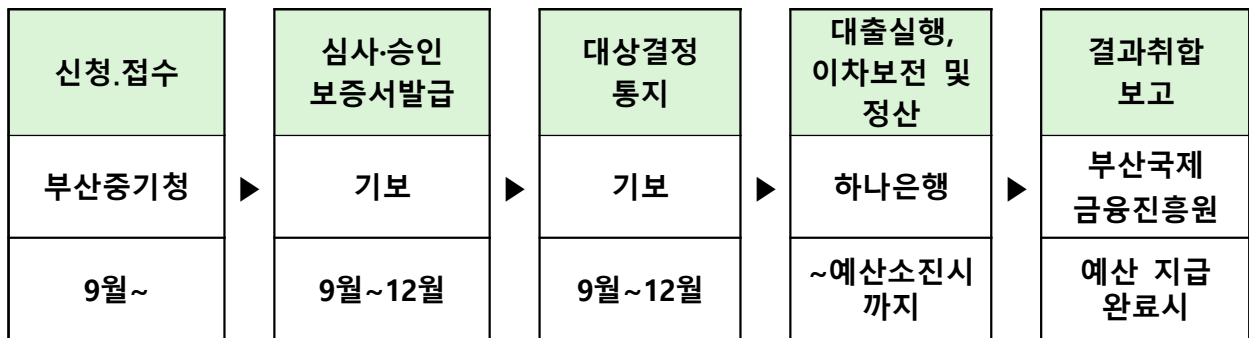 신청.접수
심사·승인
보증서발급
대상결정
통지
대출실행,
이차보전 및
정산
결과취합
보고
부산중기청
▶
기보
▶
기보
▶
하나은행
▶
부산국제
금융진흥원
9월~
9월~12월
9월~12월
~예산소진시
까지
예산 지급
완료시